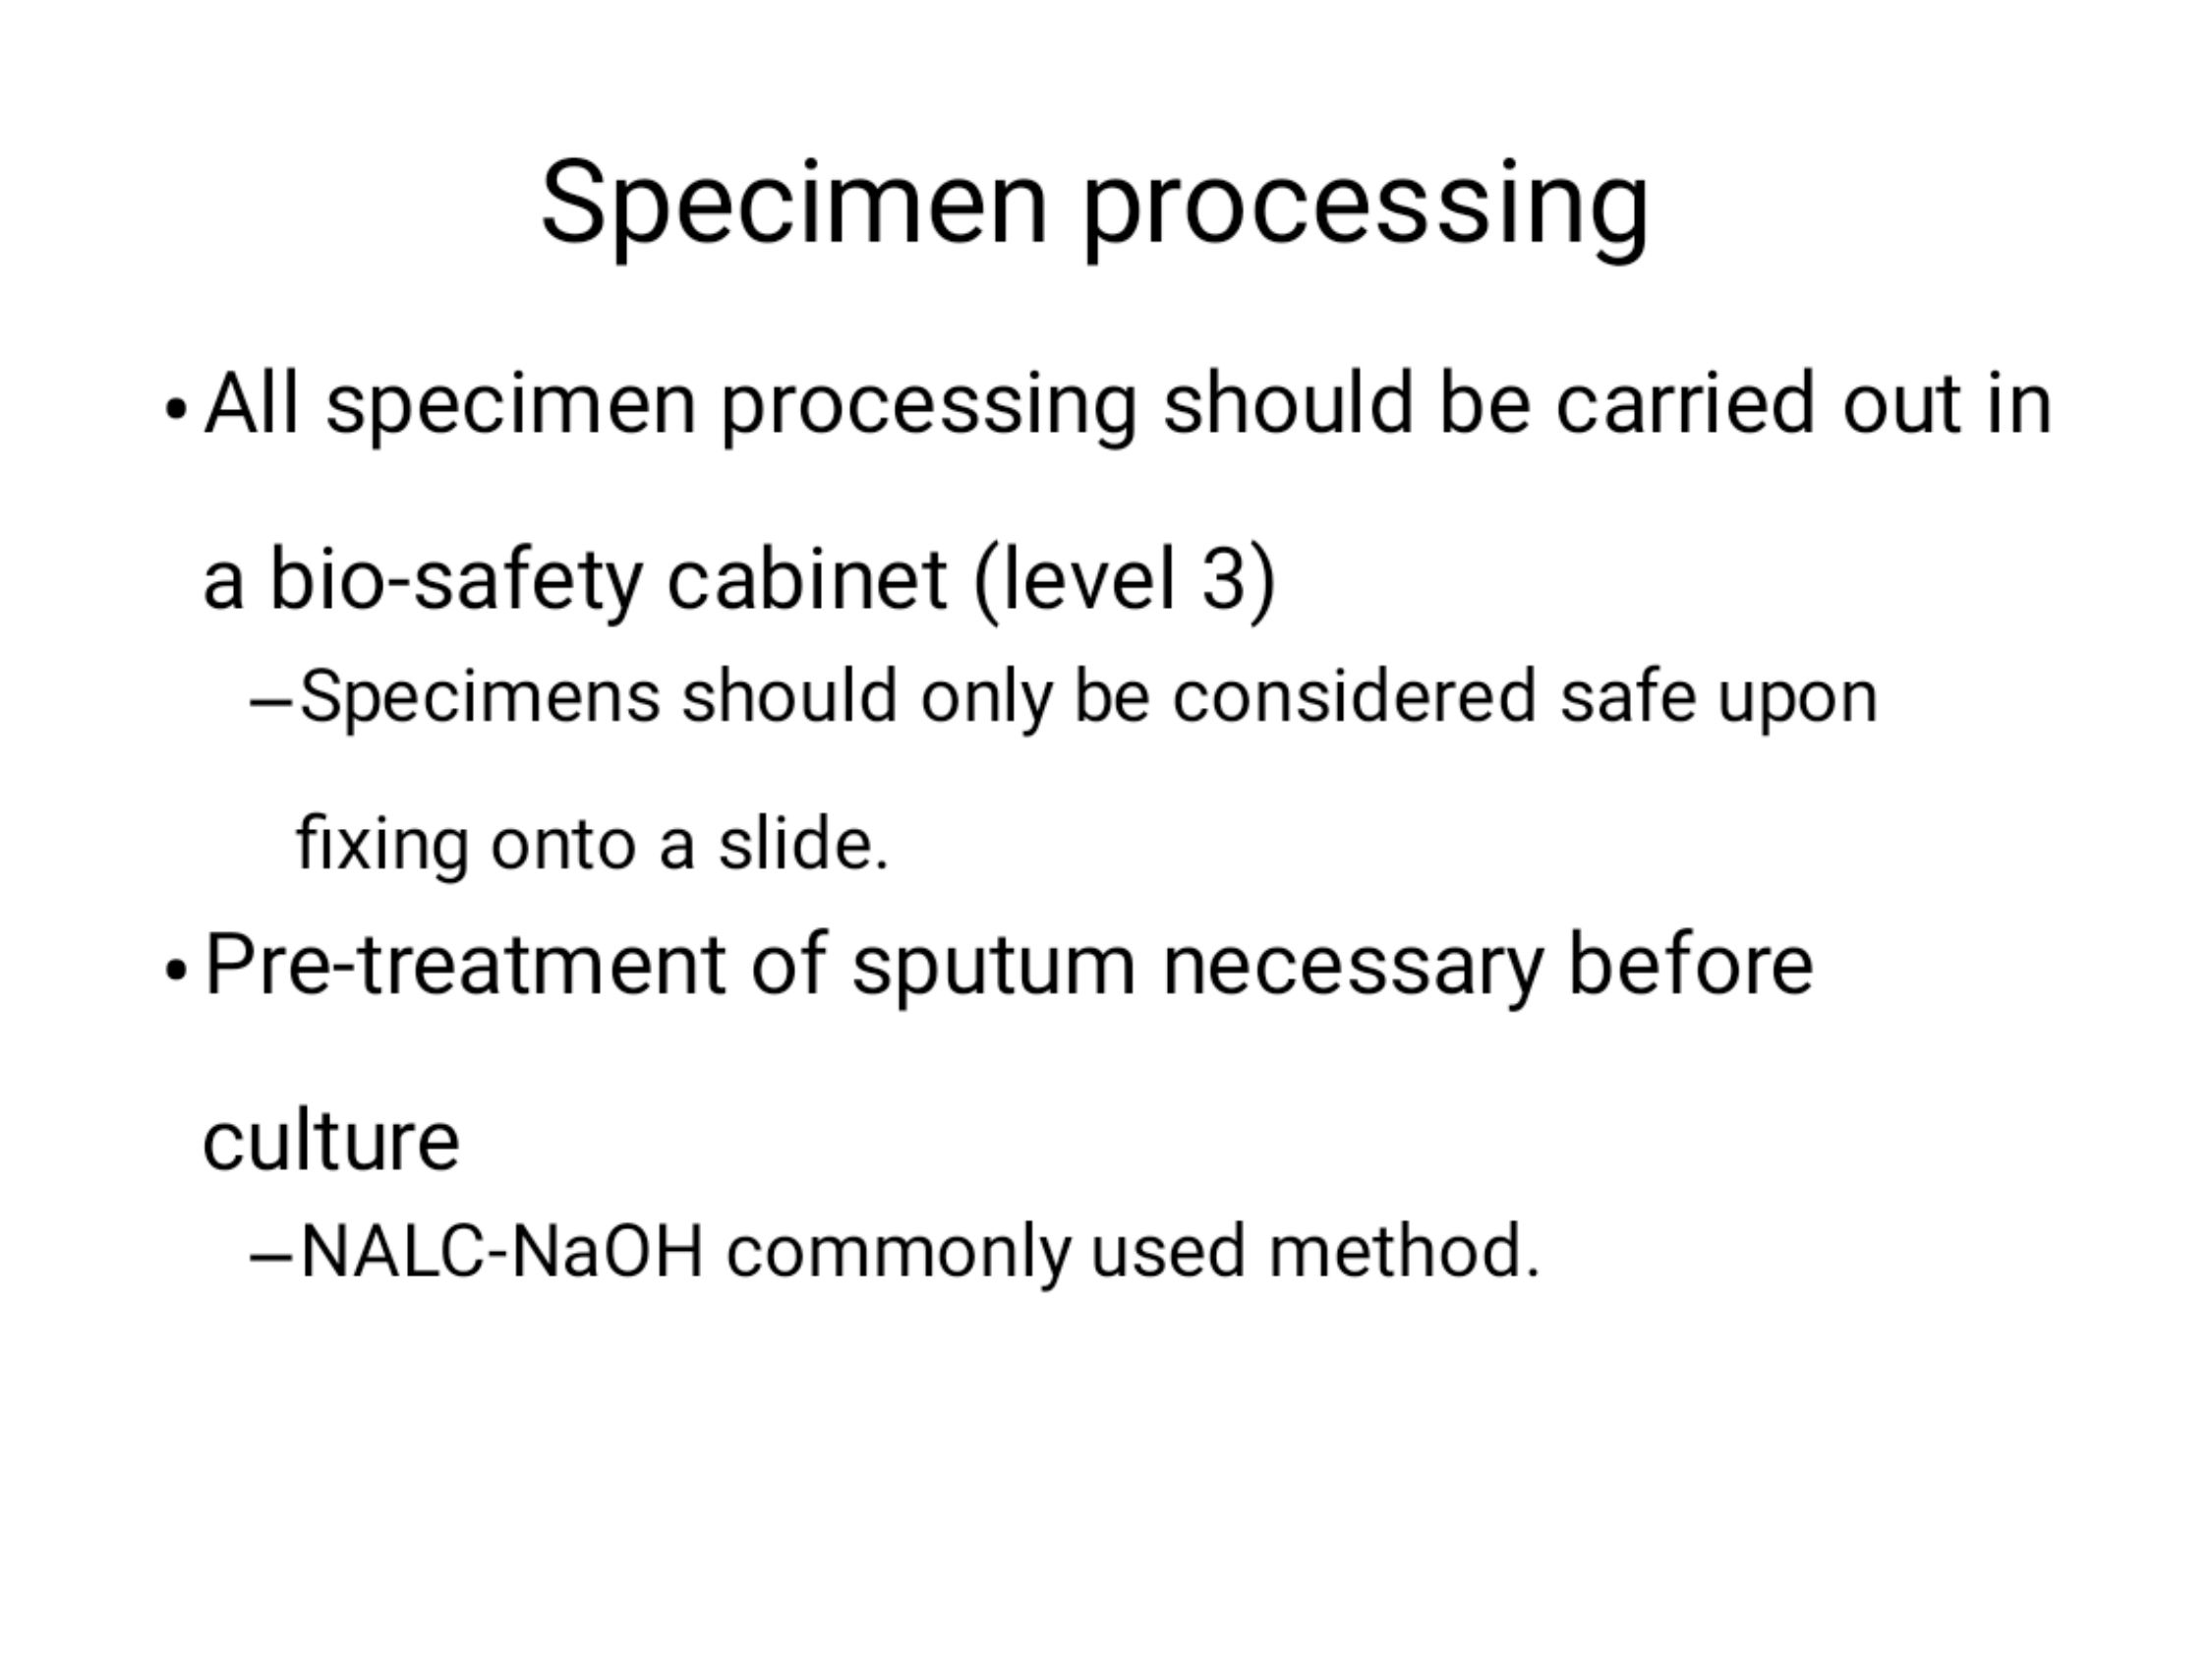 Specimen processing
• All specimen processing should be carried out in
a bio-safety cabinet (level 3)
–Specimens should only be considered safe upon
fixing onto a slide.
• Pre-treatment of sputum necessary before
culture
–NALC-NaOH commonly used method.